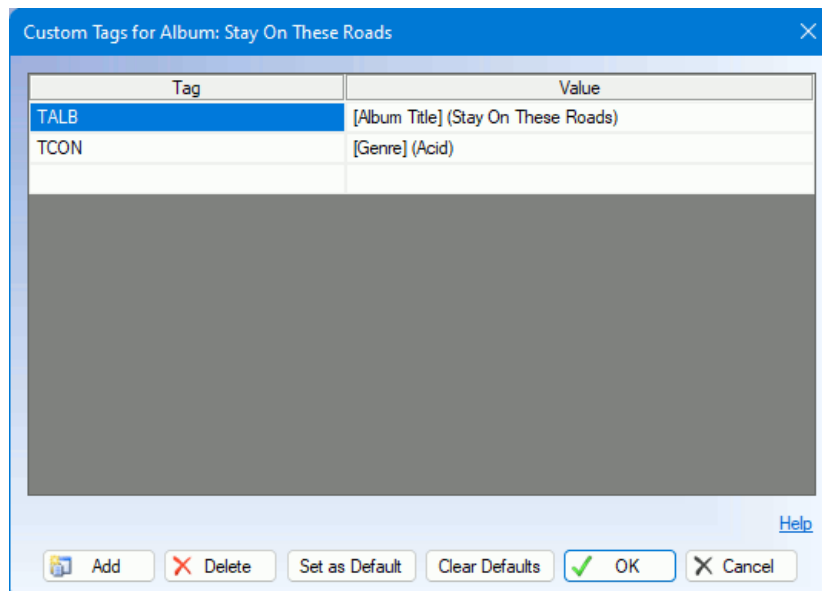 Custom Tags for Album: Stay On These Roads
Tag Value
TALB [Album Title] (Stay On These Roads)
TCON [Genre] (Acid)
Help
Add Delete Set as Default Clear Defaults OK Cancel